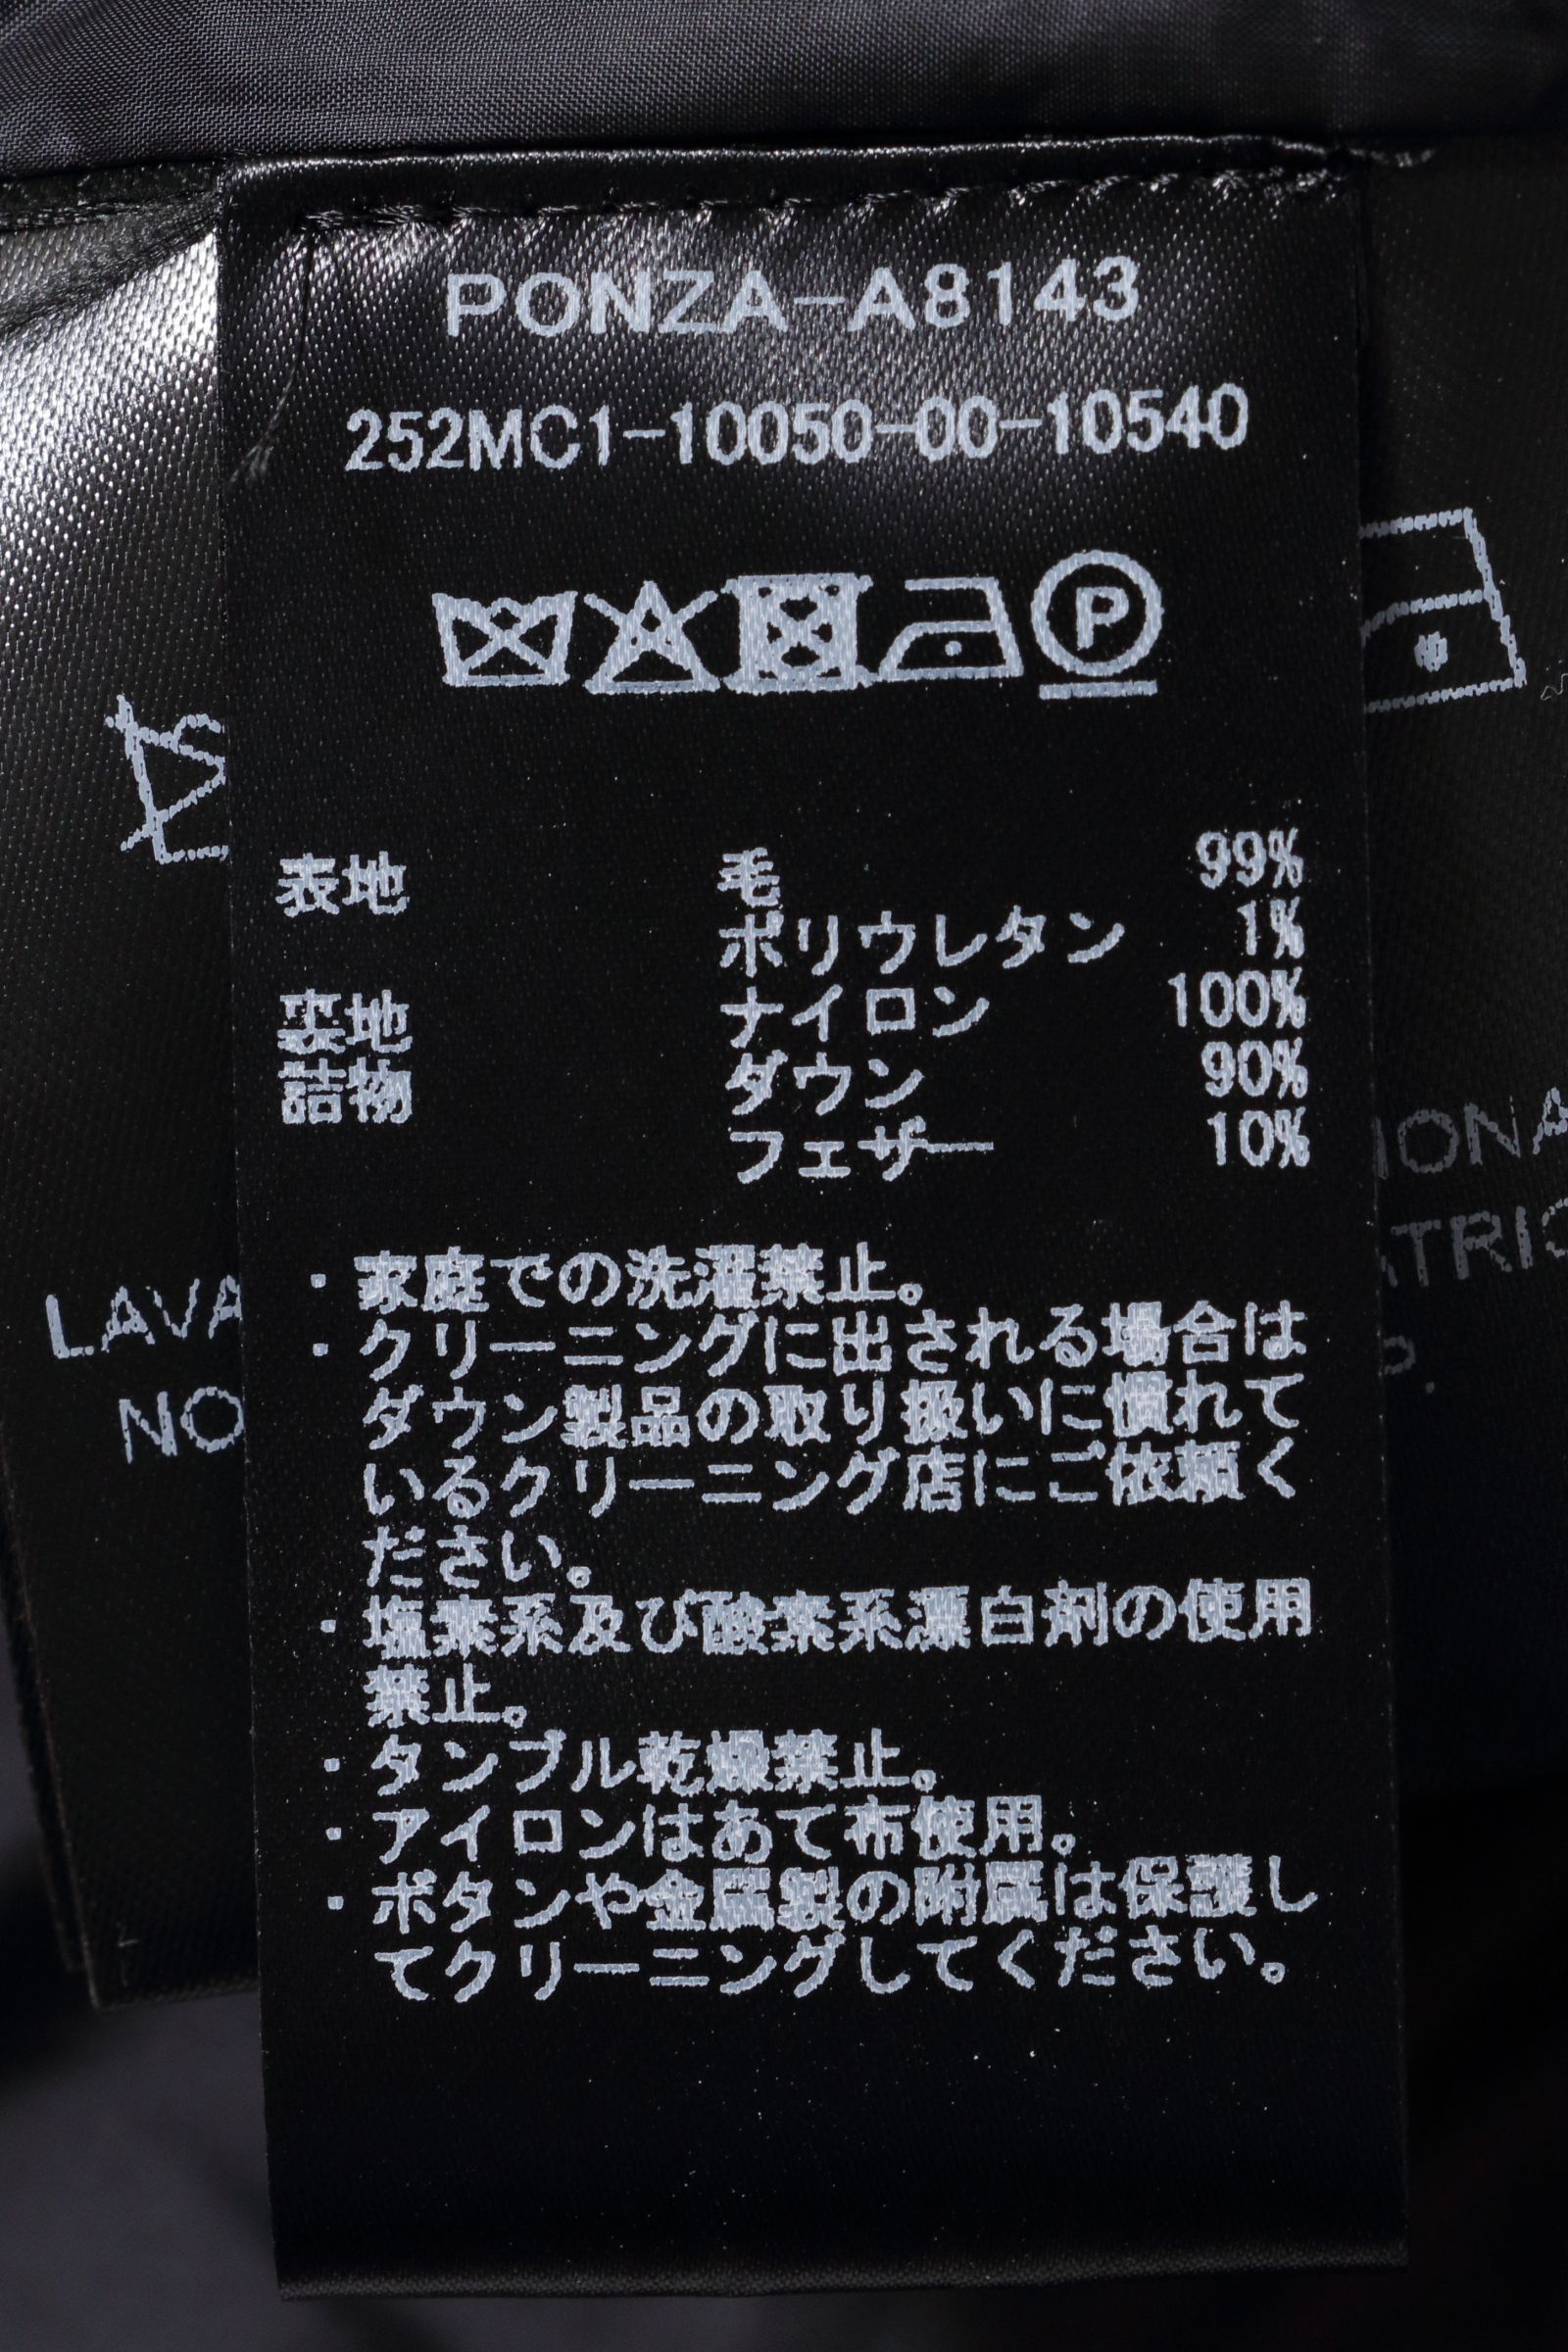 PONZA-A8143
252MC1-10050-00-10540
P
表地 毛 99%
ポリウレタン 1%
裏地 ナイロン 100%
詰物 ダウン 90%
フェザー 10%
・家庭での洗濯禁止。
・クリーニングに出される場合は
ダウン製品の取り扱いに慣れて
いるクリーニング店にご依頼く
ださい。
・塩素系及び酸素系漂白剤の使用
禁止。
・タンブル乾燥禁止。
・アイロンはあて布使用。
・ボタンや金属製の附属は保護し
てクリーニングしてください。
LAVA
NO
IONA
ATRIC
P.